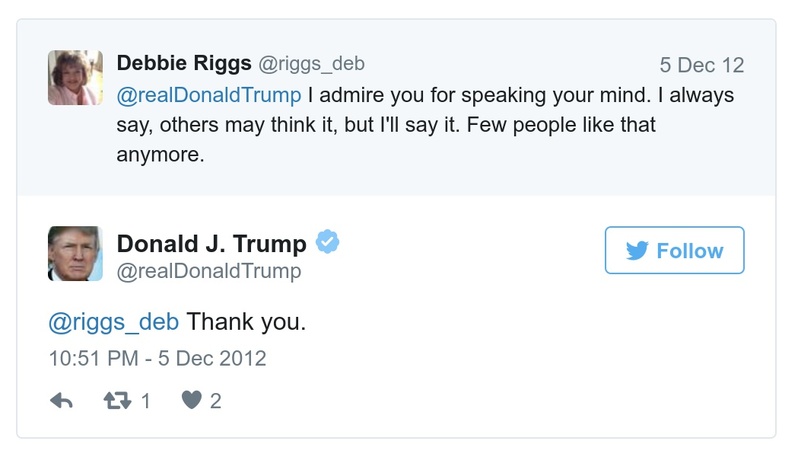 Debbie Riggs @riggs_deb 5 Dec 12
@realDonaldTrump I admire you for speaking your mind. I always
say, others may think it, but I'll say it. Few people like that
anymore.
Donald J. Trump
@realDonaldTrump
Follow
@riggs_deb Thank you.
10:51 PM - 5 Dec 2012
1 2